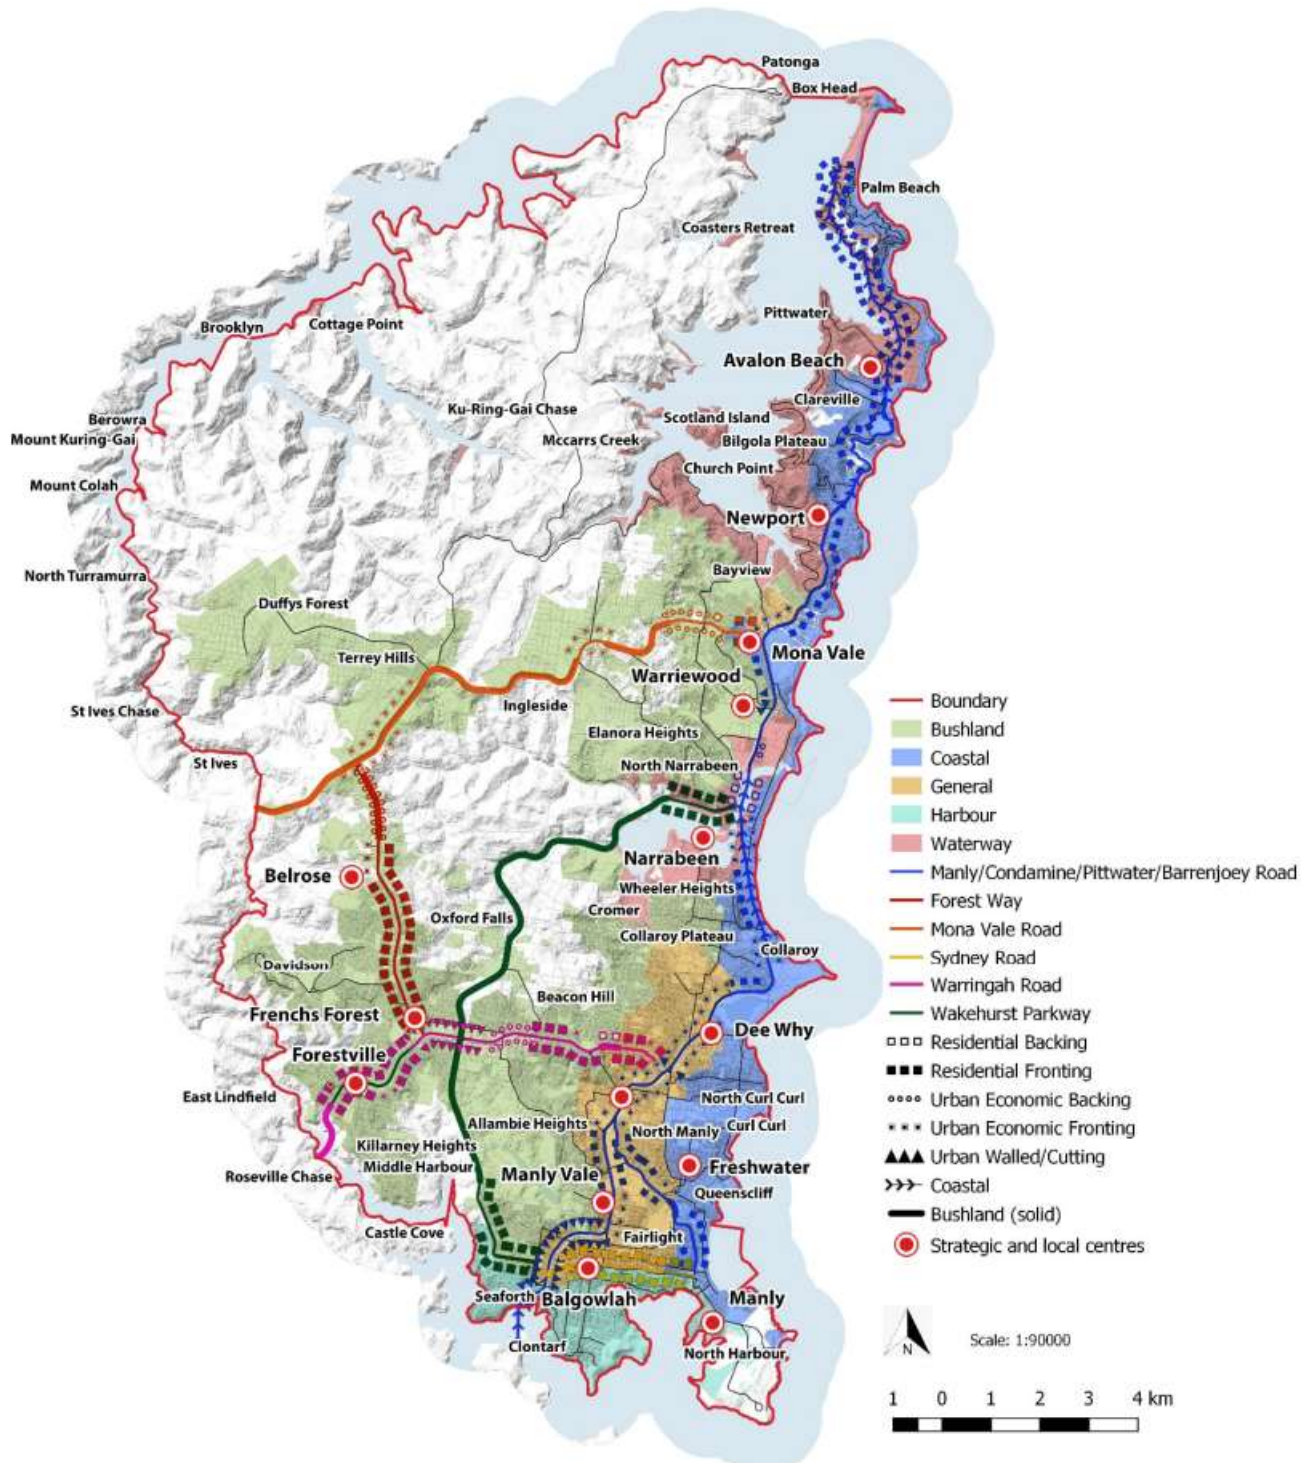 Patonga
Box Head
Palm Beach
Coasters Retreat
Pittwater
Brooklyn
Cottage Point
Avalon Beach
Clareville
Ku-Ring-Gai Chase
Scotland Island
Berowra
Mount Kuring-Gai
Mccarrs Creek
Bilgola Plateau
Church Point
Mount Colah
Newport
North Turramurra
Bayview
Duffys Forest
Terrey Hills
Mona Vale
Warriewood
St Ives Chase
Ingleside
Elanora Heights
St Ives
North Narrabeen
Narrabeen
Belrose
Wheeler Heights
Cromer
Oxford Falls
Collaroy Plateau
Collaroy
Davidson
Beacon Hill
Frenchs Forest
Dee Why
Forestville
East Lindfield
North Curl Curl
Allambie Heights
North Manly
Curl Curl
Killarney Heights
Middle Harbour
Freshwater
Roseville Chase
Manly Vale
Queenscliff
Castle Cove
Fairlight
Seaforth
Balgowlah
Manly
Clontarf
North Harbour
Boundary
Bushland
Coastal
General
Harbour
Waterway
Manly/Condamine/Pittwater/Barrenjoey Road
Forest Way
Mona Vale Road
Sydney Road
Warringah Road
Wakehurst Parkway
Residential Backing
Residential Fronting
Urban Economic Backing
Urban Economic Fronting
Urban Walled/Cutting
Coastal
Bushland (solid)
Strategic and local centres
N
Scale: 1:90000
1 0 1 2 3 4 km